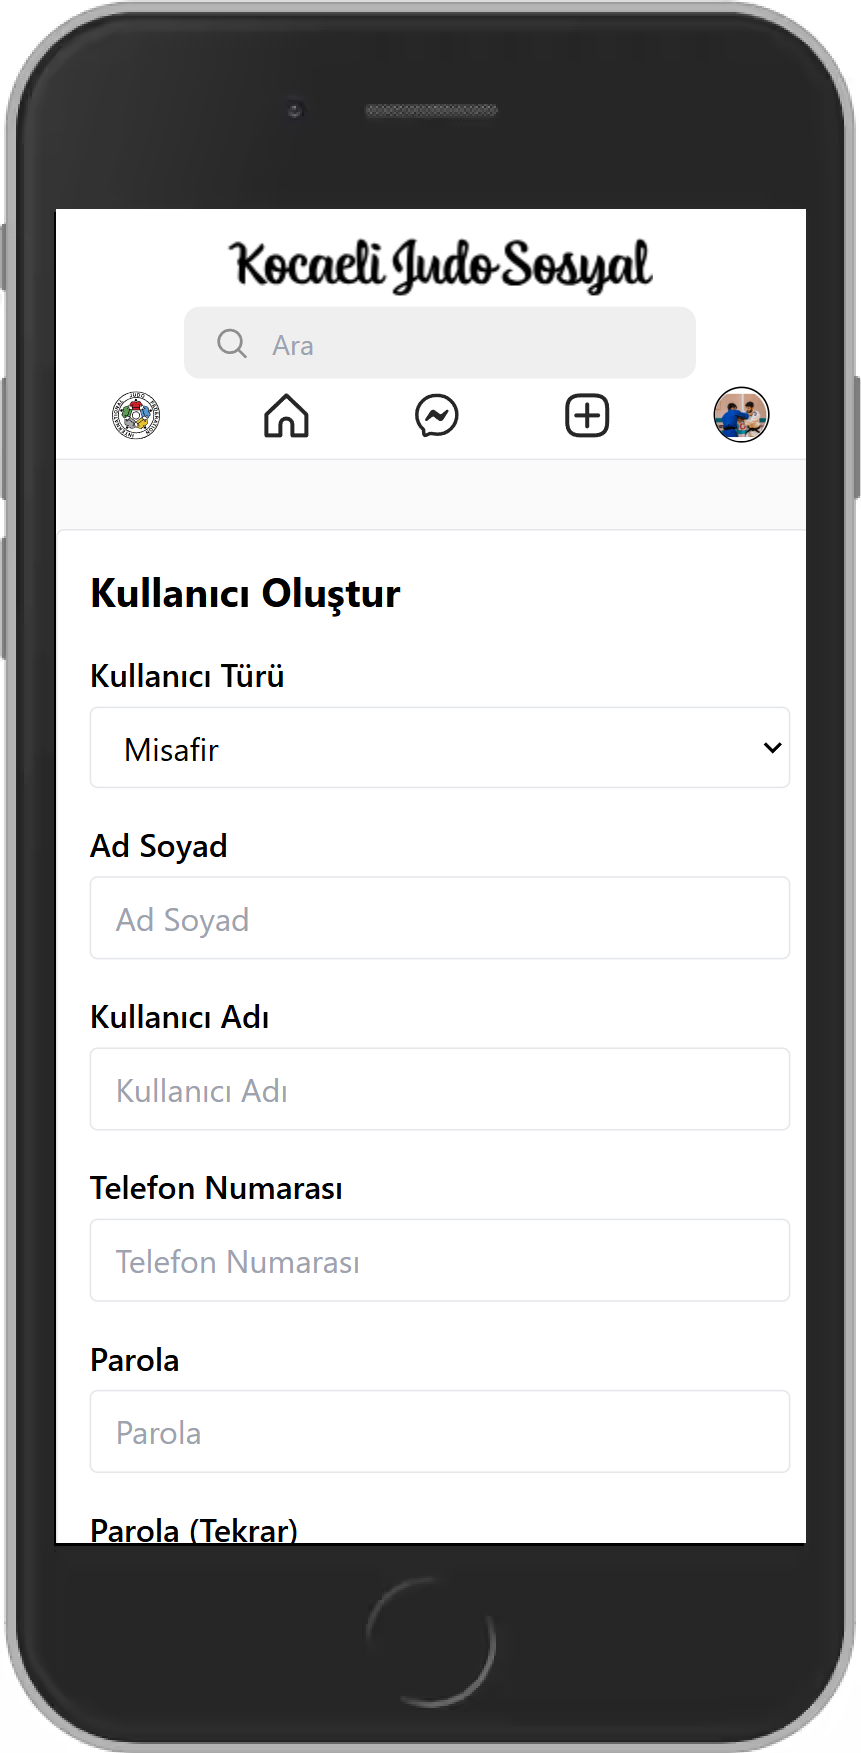 Kocaeli Judo Sosyal
Ara
Kullanıcı Oluştur
Kullanıcı Türü
Misafir
Ad Soyad
Ad Soyad
Kullanıcı Adı
Kullanıcı Adı
Telefon Numarası
Telefon Numarası
Parola
Parola
Parola (Tekrar)